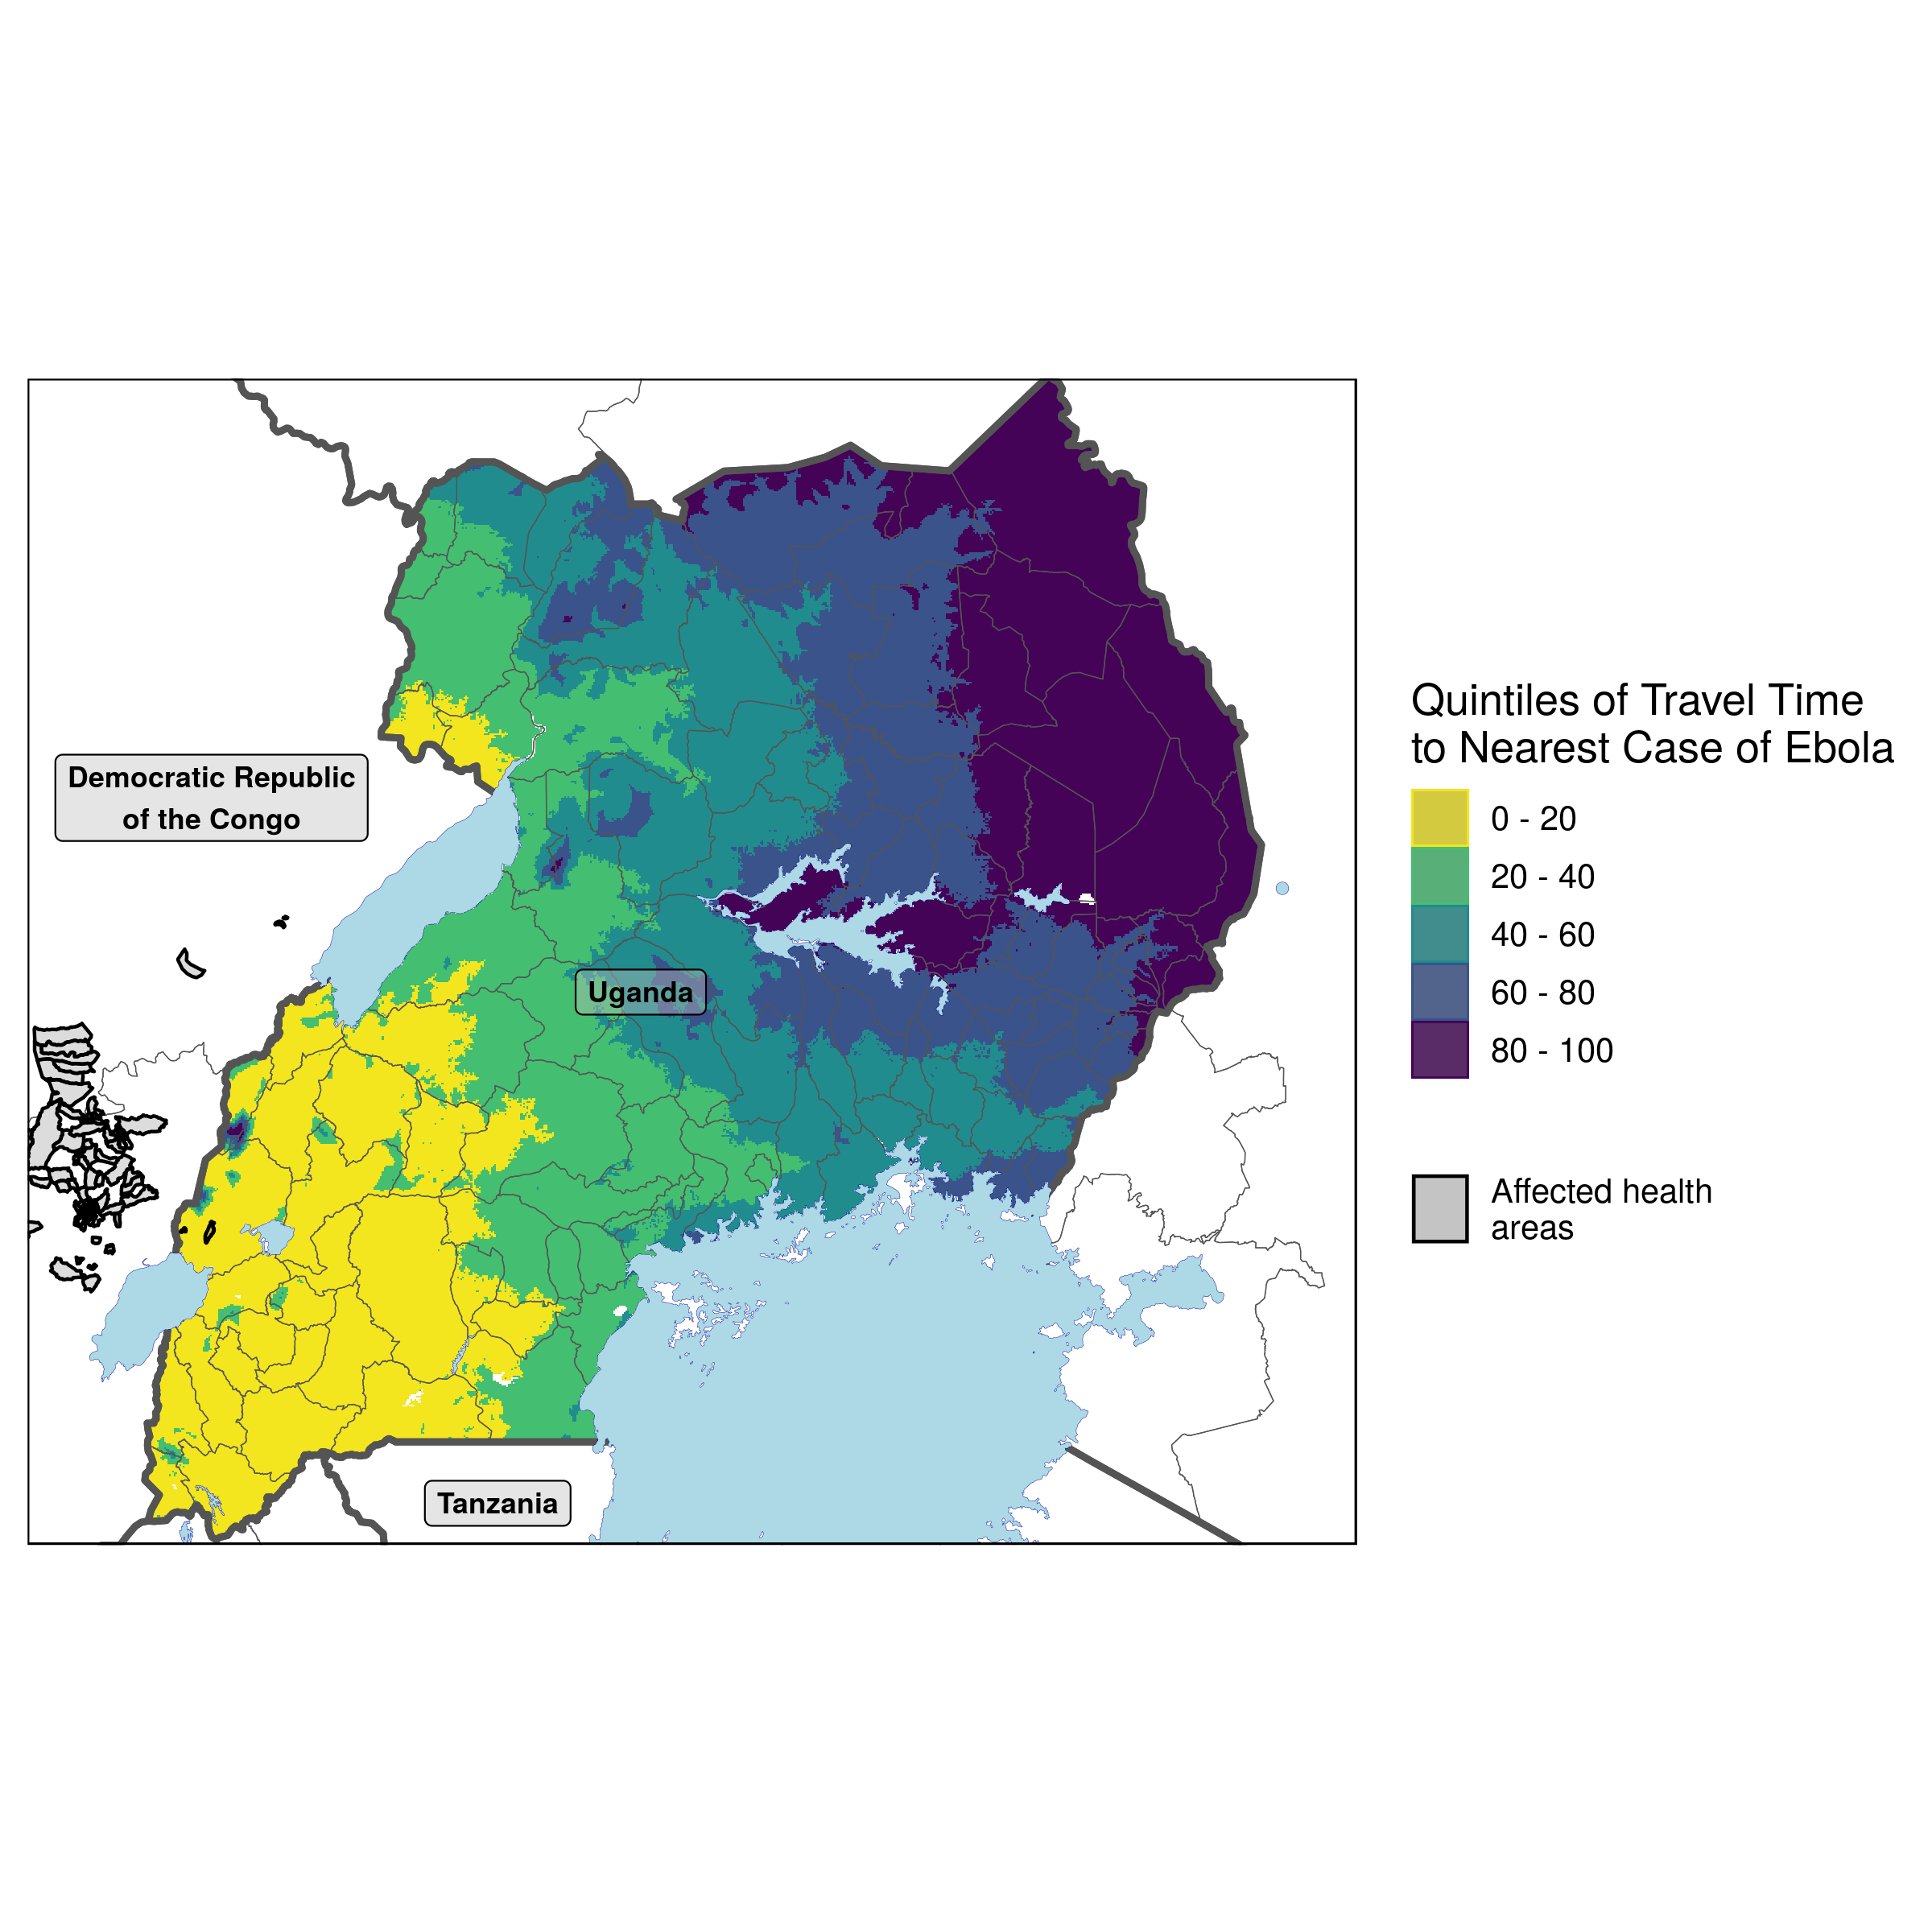 Democratic Republic
of the Congo
Uganda
Tanzania
Quintiles of Travel Time
to Nearest Case of Ebola
0 - 20
20 - 40
40 - 60
60 - 80
80 - 100
Affected health
areas